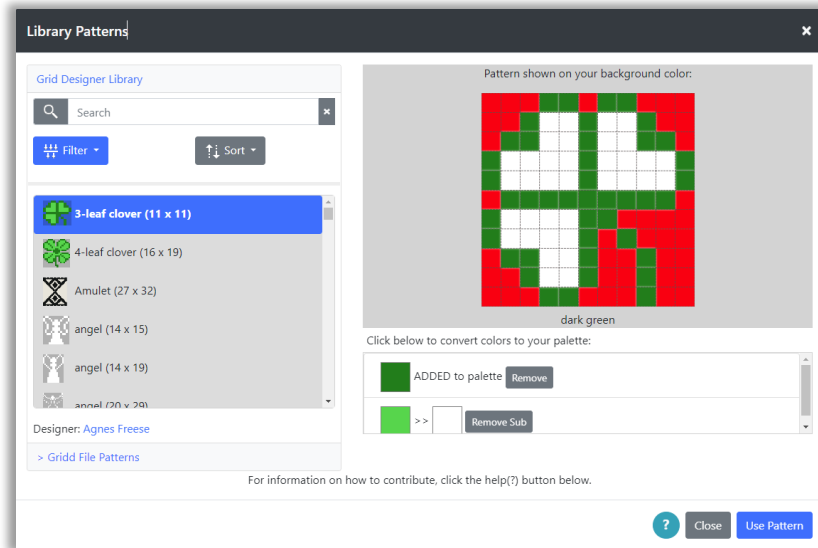 Library Patterns
×
Grid Designer Library
Search
×
Filter
Sort
3-leaf clover (11 x 11)
4-leaf clover (16 x 19)
Amulet (27 x 32)
angel (14 x 15)
angel (14 x 19)
angel (20 x 29)
Designer: Agnes Freese
> Gridd File Patterns
Pattern shown on your background color:
dark green
Click below to convert colors to your palette:
ADDED to palette Remove
>> Remove Sub
For information on how to contribute, click the help(?) button below.
? Close Use Pattern